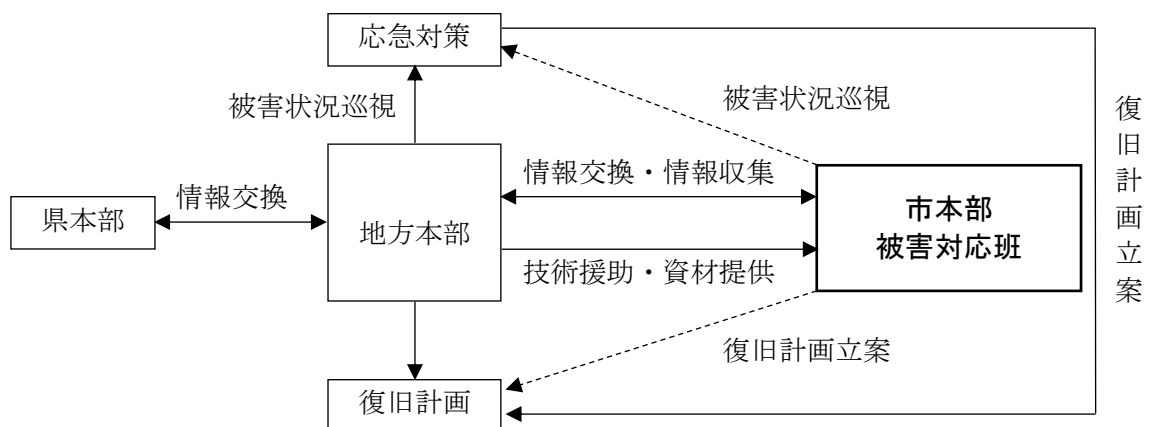 応急対策
被害状況巡視
被害状況巡視
復旧計画立案
情報交換・情報収集
情報交換
県本部
地方本部
市本部
被害対応班
技術援助・資材提供
復旧計画立案
復旧計画